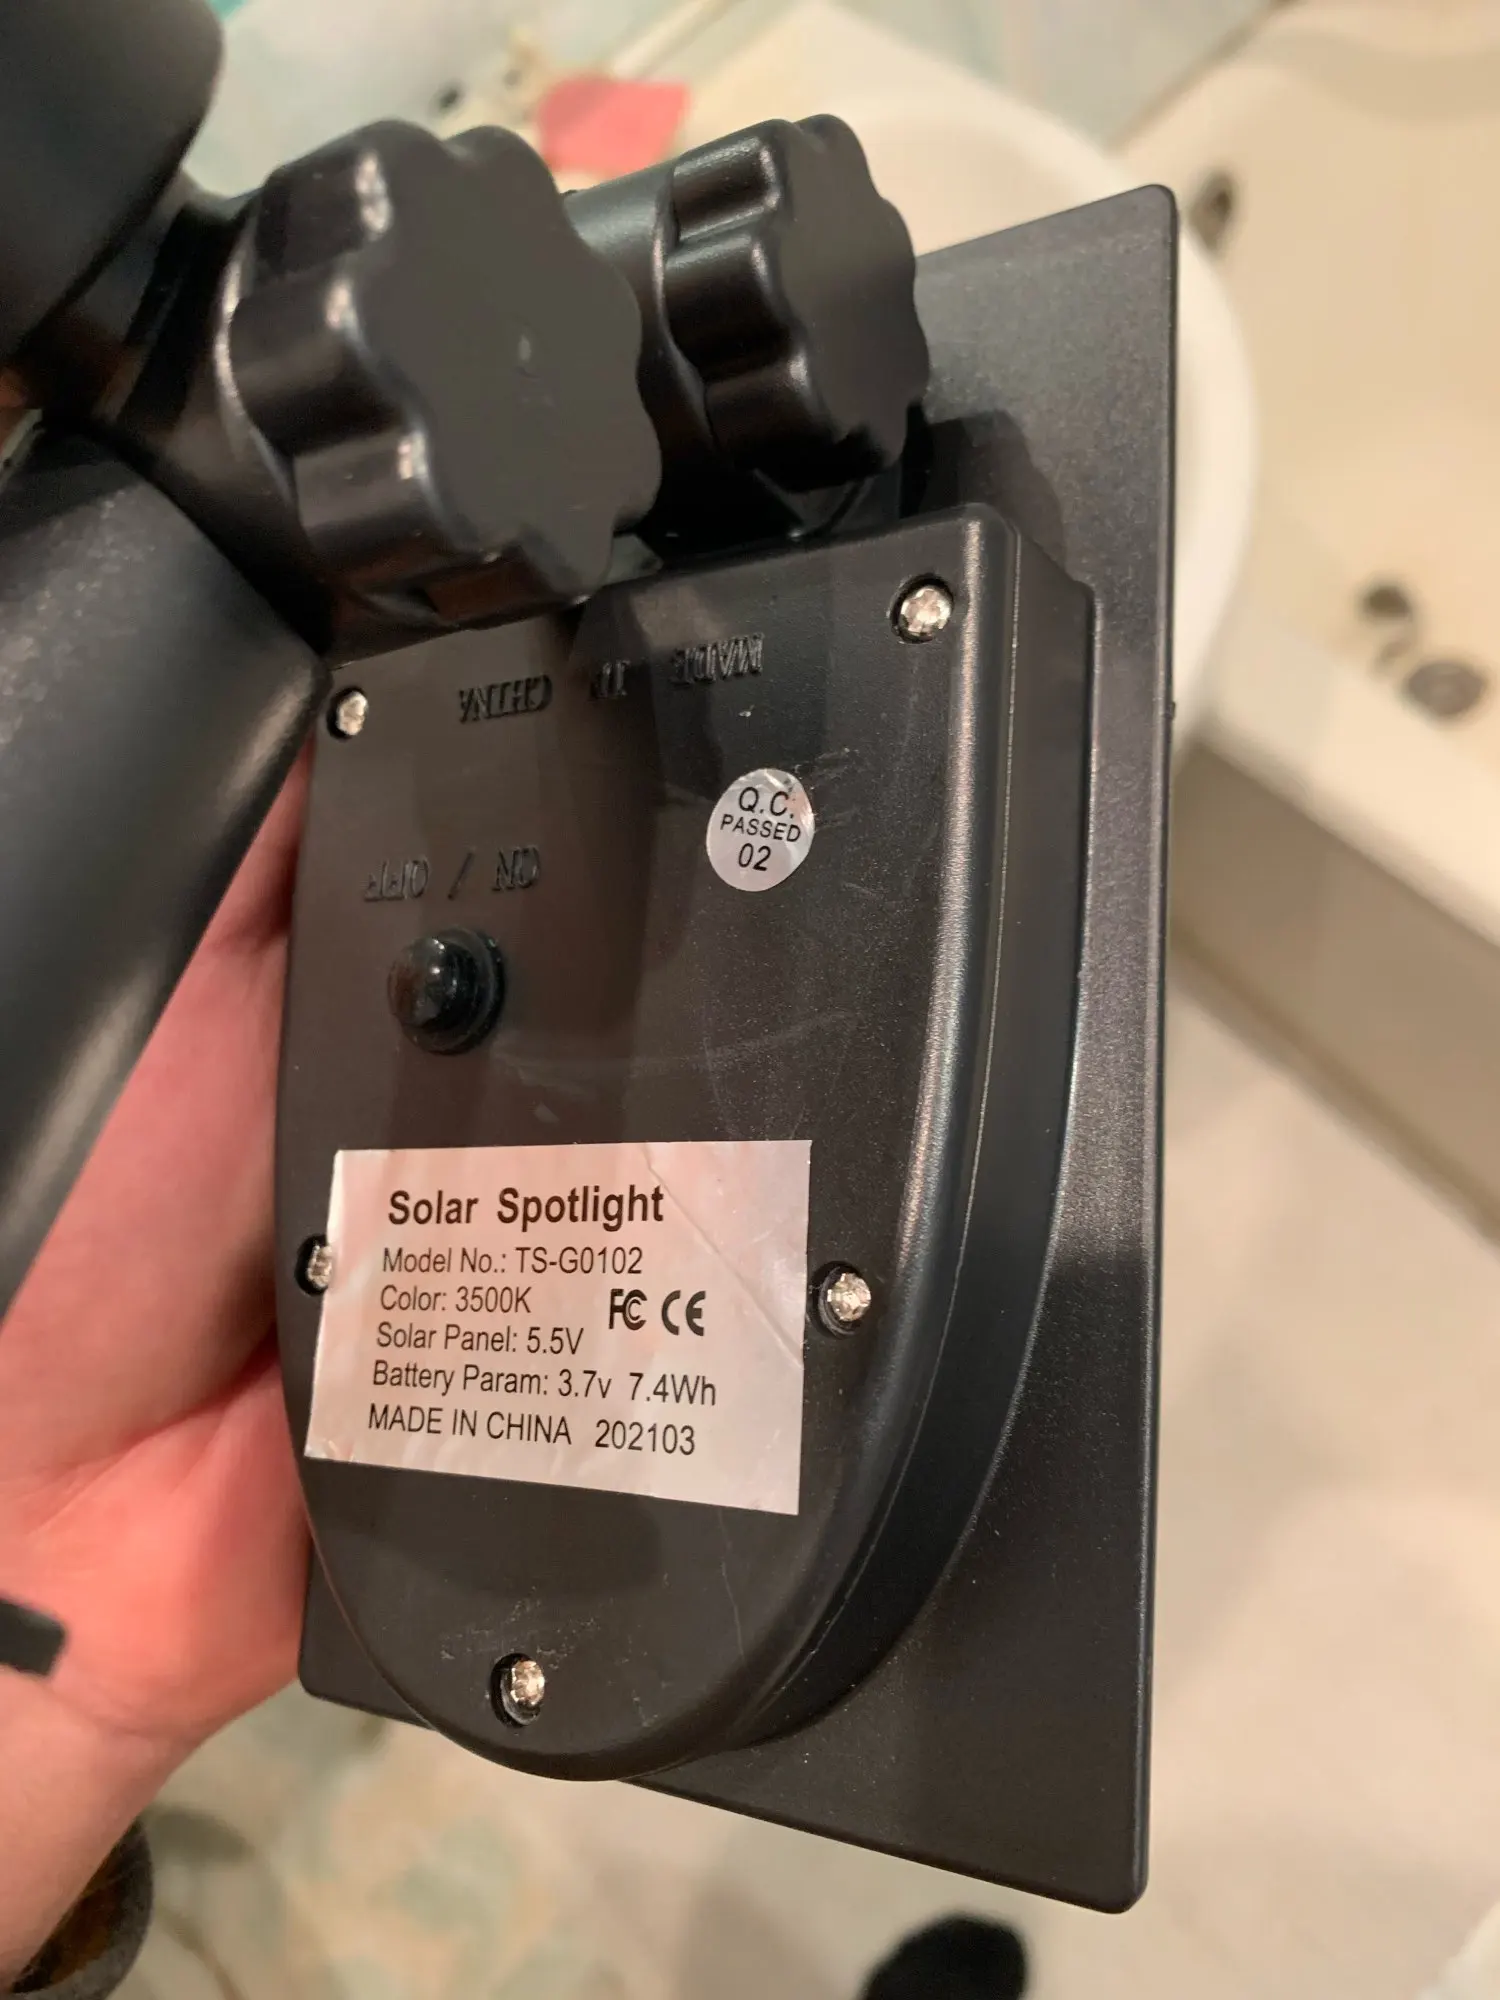 MADE IN CHINA
Q.C.
PASSED
02
ON / OFF
Solar Spotlight
Model No.: TS-G0102
Color: 3500K
FC CE
Solar Panel: 5.5V
Battery Param: 3.7v 7.4Wh
MADE IN CHINA 202103